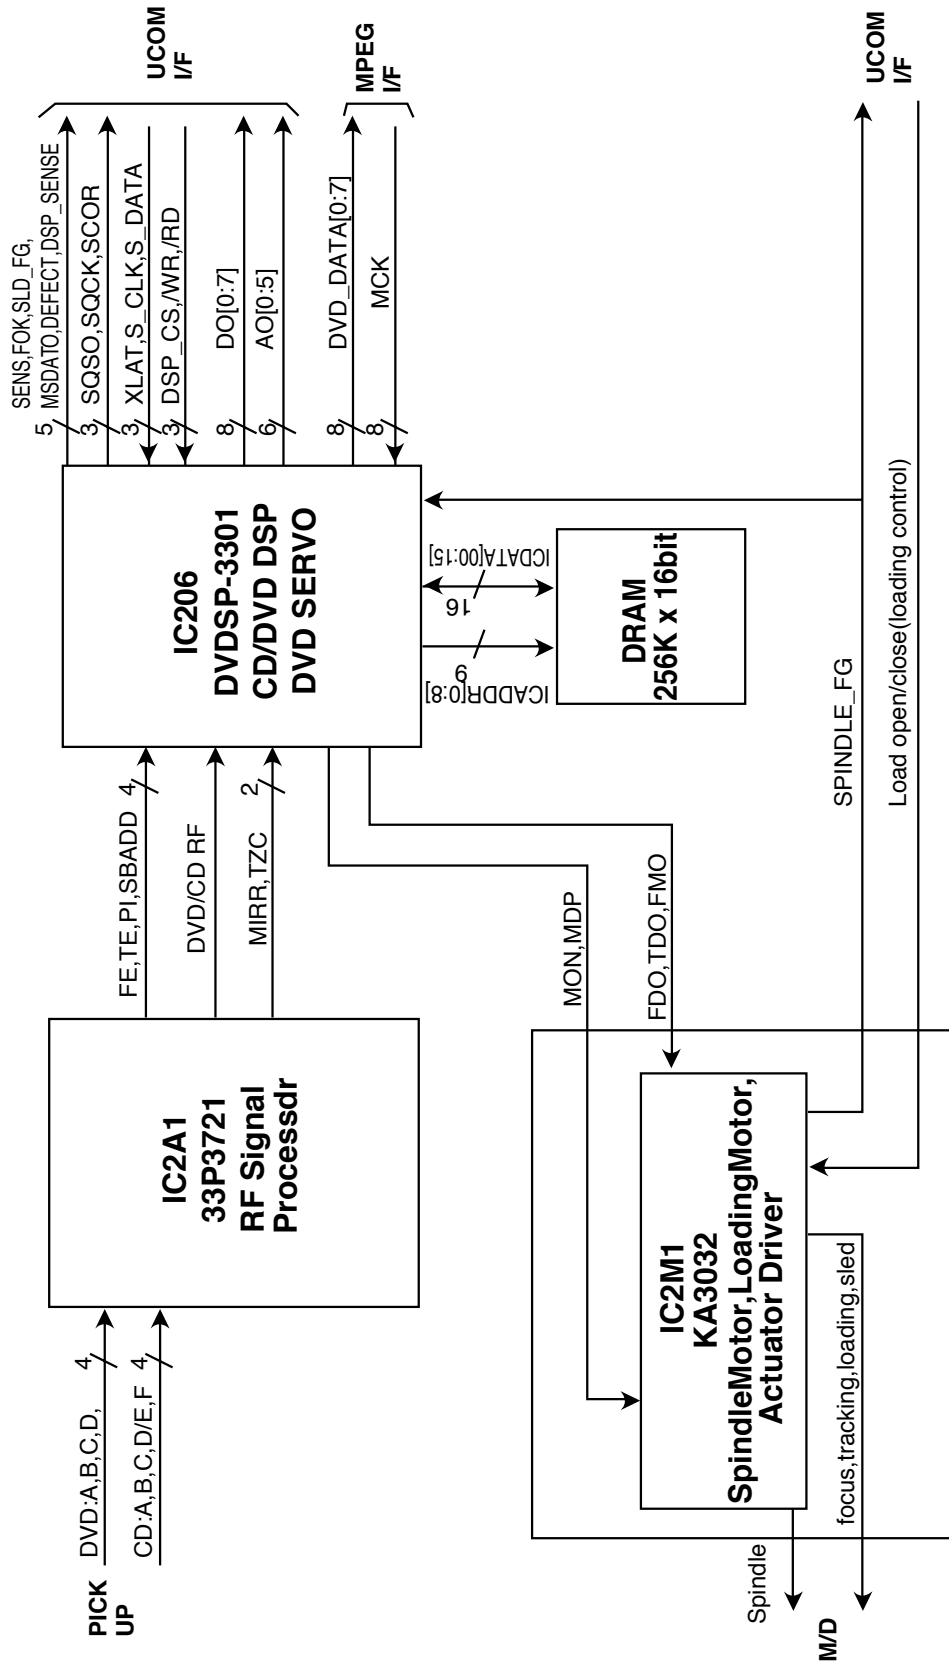 PICK
UP
DVD:A,B,C,D,
4
CD:A,B,C,D/E,F
4
IC2A1
33P3721
RF Signal
Processdr
FE,TE,PI,SBADD
4
DVD/CD RF
MIRR,TZC
2
IC206
DVDSP-3301
CD/DVD DSP
DVD SERVO
SENS,FOK,SLD_FG,
MSDATO,DEFECT,DSP_SENSE
5
SQSO,SQCK,SCOR
3
XLAT,S_CLK,S_DATA
3
DSP_CS,/WR,/RD
3
DO[0:7]
8
AO[0:5]
6
UCOM
I/F
DVD_DATA[0:7]
8
MCK
8
MPEG
I/F
ICADDR[0:8]
9
16
ICDATA[00:15]
DRAM
256K x 16bit
MON,MDP
FDO,TDO,FMO
IC2M1
KA3032
SpindleMotor,LoadingMotor,
Actuator Driver
Spindle
focus,tracking,loading,sled
M/D
SPINDLE_FG
Load open/close(loading control)
UCOM
I/F